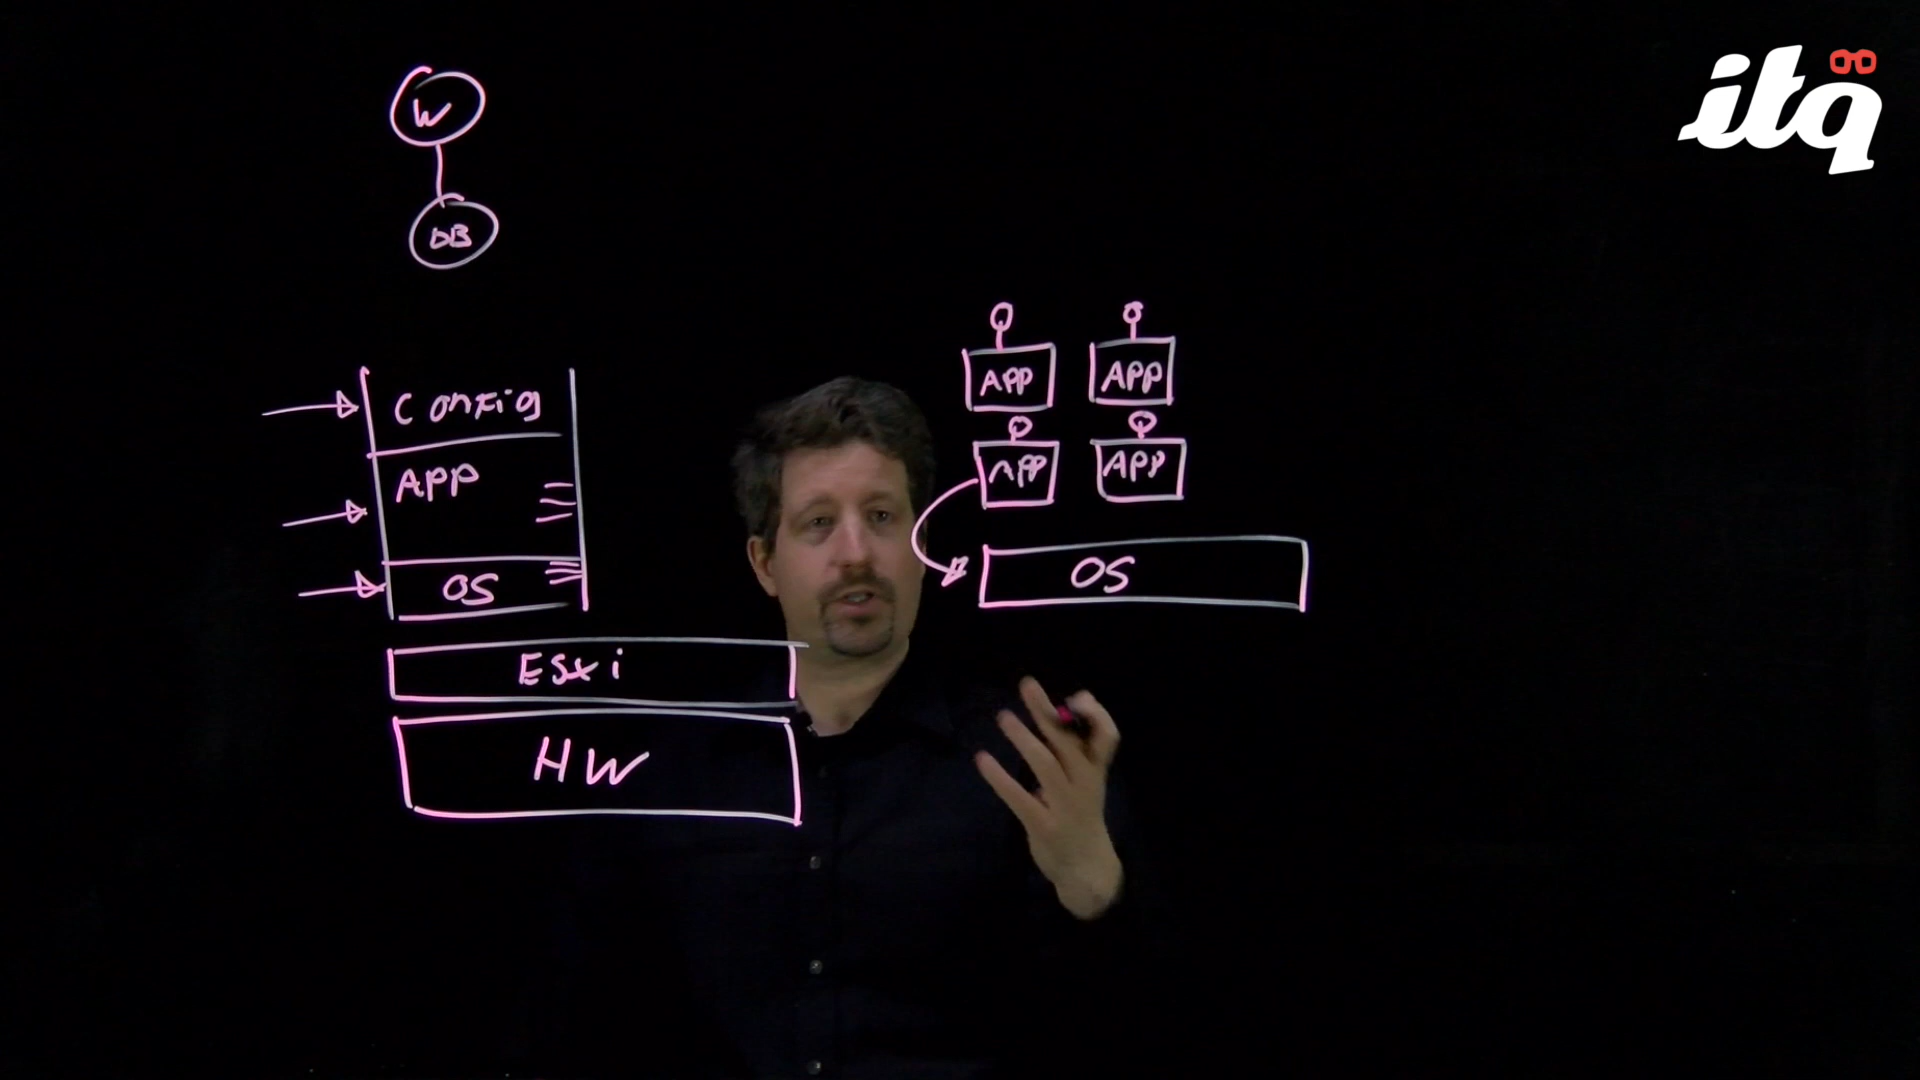 itq
W
DB
Config
APP
OS
ESxi
HW
APP
APP
APP
APP
OS